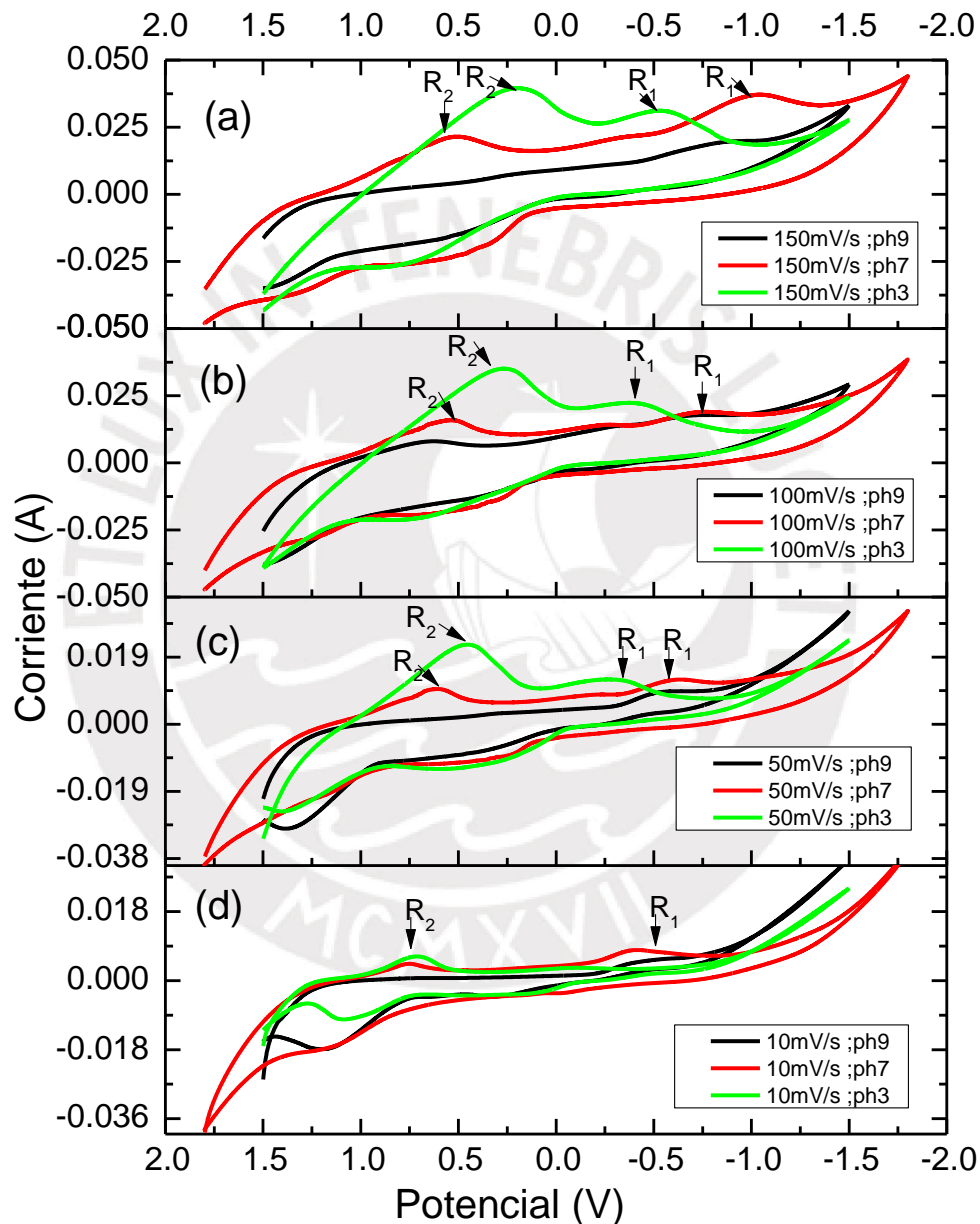 2.0 1.5 1.0 0.5 0.0 -0.5 -1.0 -1.5 -2.0
0.050
0.025
0.000
-0.025
-0.050
(a)
R2
R2
R1
R1
150mV/s ;ph9
150mV/s ;ph7
150mV/s ;ph3
0.025
0.000
-0.025
-0.050
(b)
R2
R2
R1
R1
100mV/s ;ph9
100mV/s ;ph7
100mV/s ;ph3
Corriente (A)
0.019
0.000
-0.019
-0.038
(c)
R2
R2
R1
R1
50mV/s ;ph9
50mV/s ;ph7
50mV/s ;ph3
0.018
0.000
-0.018
-0.036
(d)
R2
R1
10mV/s ;ph9
10mV/s ;ph7
10mV/s ;ph3
2.0 1.5 1.0 0.5 0.0 -0.5 -1.0 -1.5 -2.0
Potencial (V)
LUX IN TENEBRIS
MCMXVII